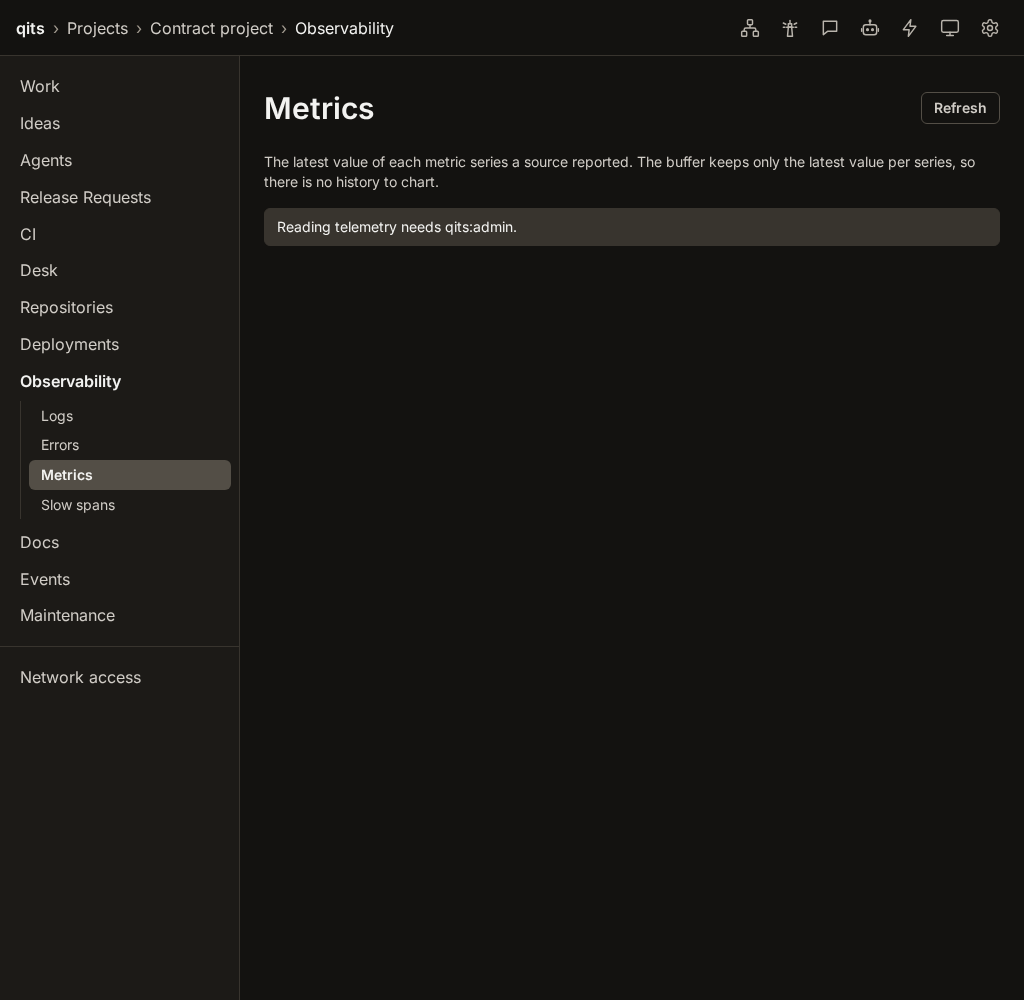 qits › Projects › Contract project › Observability
Work
Ideas
Agents
Release Requests
CI
Desk
Repositories
Deployments
Observability
Logs
Errors
Metrics
Slow spans
Docs
Events
Maintenance
Network access
Metrics
Refresh
The latest value of each metric series a source reported. The buffer keeps only the latest value per series, so
there is no history to chart.
Reading telemetry needs qits:admin.